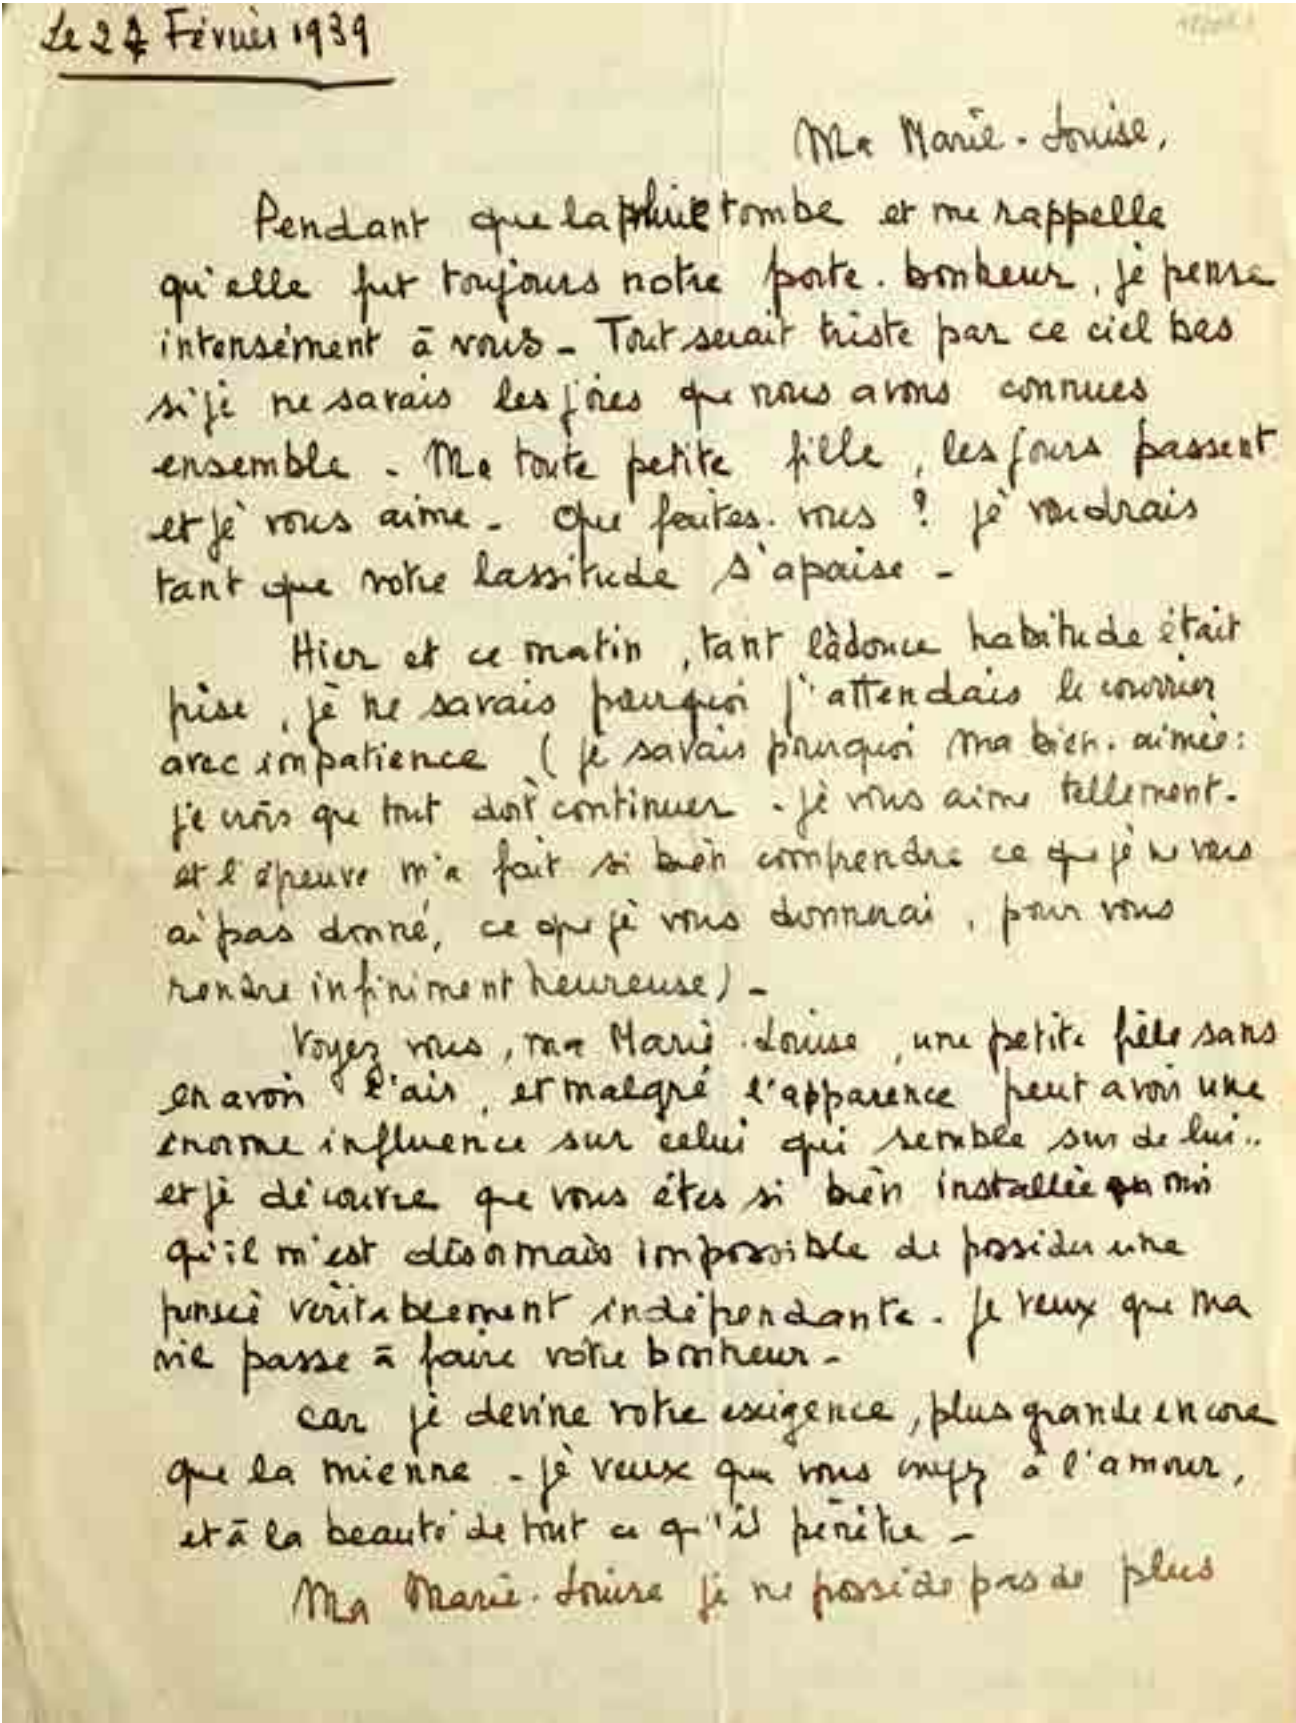 Le 27 Février 1939
Ma Marie-Louise,
Pendant que la pluie tombe et me rappelle
qu'elle fut toujours notre porte-bonheur, je pense
intensément à vous - Tout serait triste par ce ciel bas
si je ne savais les joies que nous avons connues
ensemble - Ma toute petite fille, les jours passent
et je vous aime - Que faites-vous ? je voudrais
tant que votre lassitude s'apaise -
Hier et ce matin, tant la douce habitude était
prise, je ne savais pourquoi j'attendais le courrier
avec impatience (je savais pourquoi ma bien-aimée :
je crois que tout doit continuer - je vous aime tellement -
et l'épreuve m'a fait si bien comprendre ce que je ne vous
ai pas donné, ce que je vous donnerai, pour vous
rendre infiniment heureuse) -
Voyez vous, ma Marie-Louise, une petite fille sans
en avoir l'air, et malgré l'apparence peut avoir une
énorme influence sur celui qui semble sur de lui..
et je découvre que vous êtes si bien installée en moi
qu'il m'est désormais impossible de posséder une
pensée véritablement indépendante - je veux que ma
vie passe à faire votre bonheur -
Car je devine votre exigence, plus grande encore
que la mienne - je veux que vous croyez à l'amour,
et à la beauté de tout ce qu'il pénètre -
Ma Marie-Louise je ne possède pas de plus